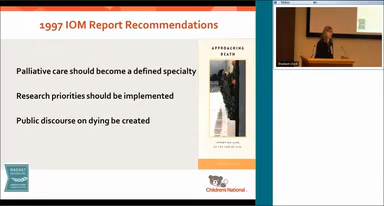 1997 IOM Report Recommendations
Palliative care should become a defined specialty
Research priorities should be implemented
Public discourse on dying be created
APPROACHING
DEATH
MAGNET
Children's National